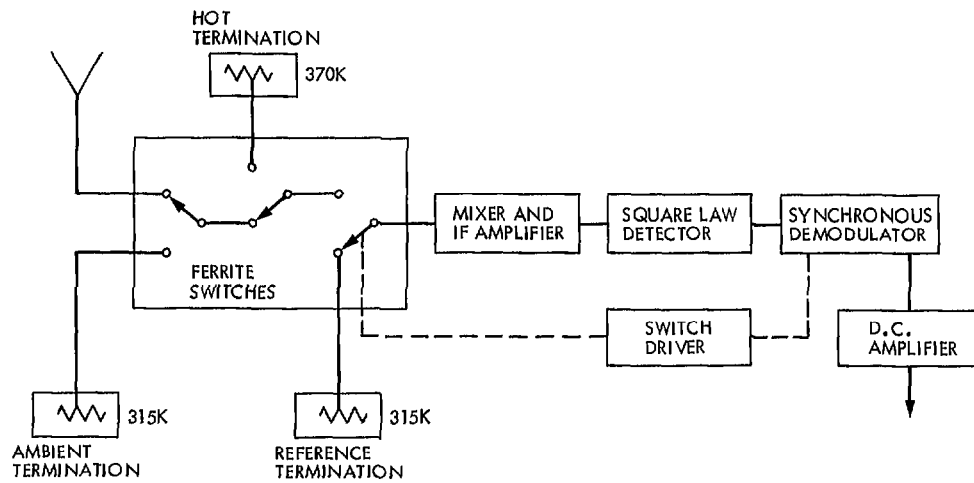 HOT
TERMINATION
370K
MIXER AND
IF AMPLIFIER
SQUARE LAW
DETECTOR
SYNCHRONOUS
DEMODULATOR
FERRITE
SWITCHES
SWITCH
DRIVER
D.C.
AMPLIFIER
315K
315K
AMBIENT
TERMINATION
REFERENCE
TERMINATION